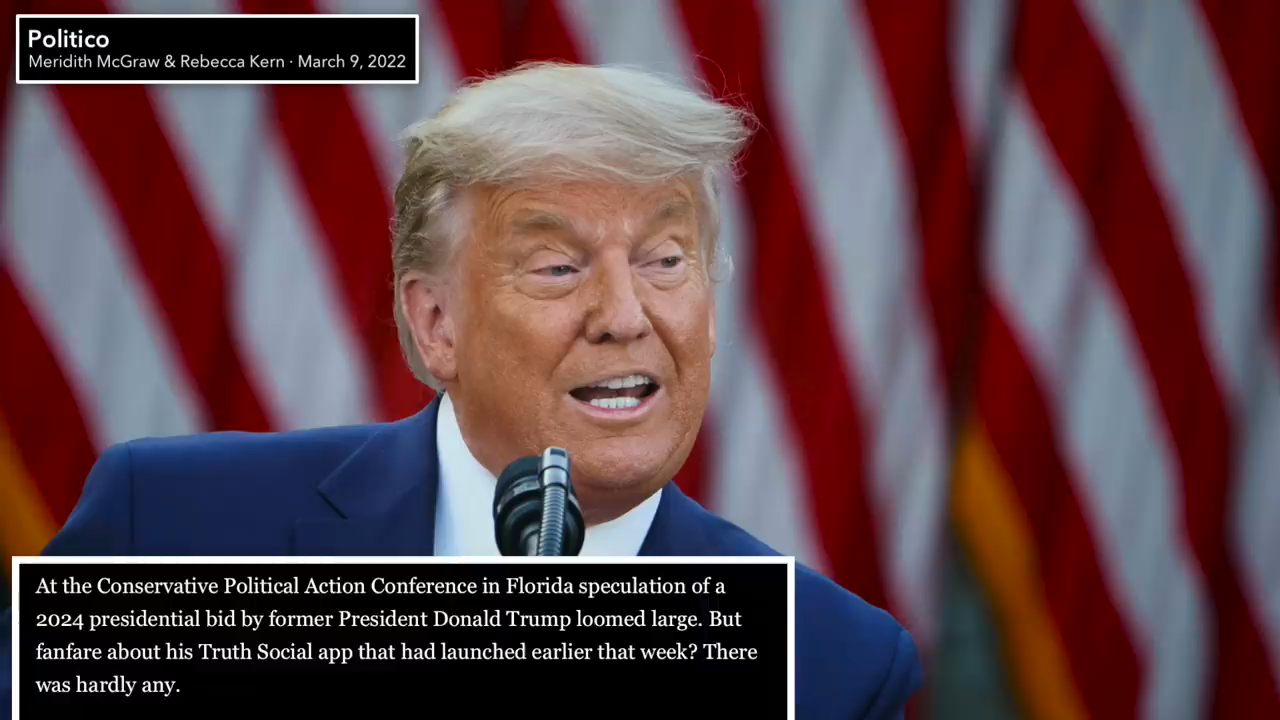 Politico
Meridith McGraw & Rebecca Kern · March 9, 2022
At the Conservative Political Action Conference in Florida speculation of a
2024 presidential bid by former President Donald Trump loomed large. But
fanfare about his Truth Social app that had launched earlier that week? There
was hardly any.